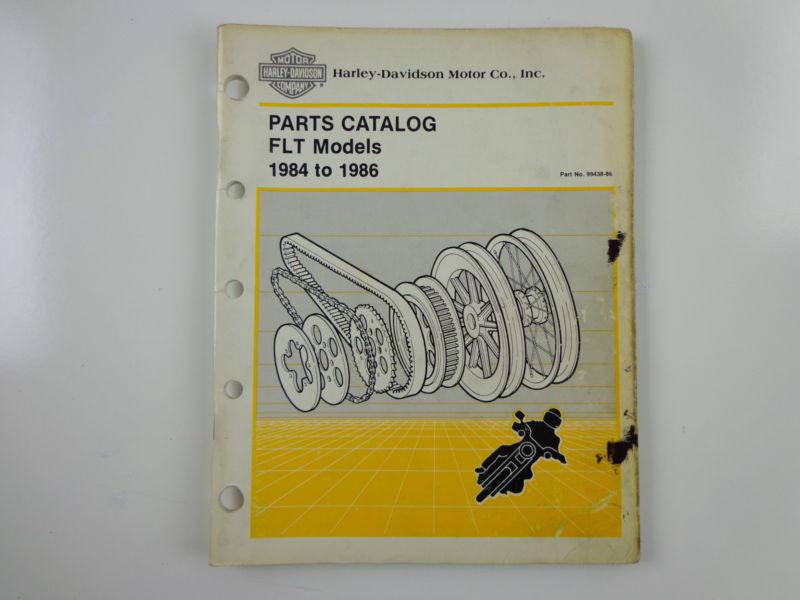 MOTOR
HARLEY-DAVIDSON
COMPANY
®
Harley-Davidson Motor Co., Inc.
PARTS CATALOG
FLT Models
1984 to 1986
Part No. 99438-86